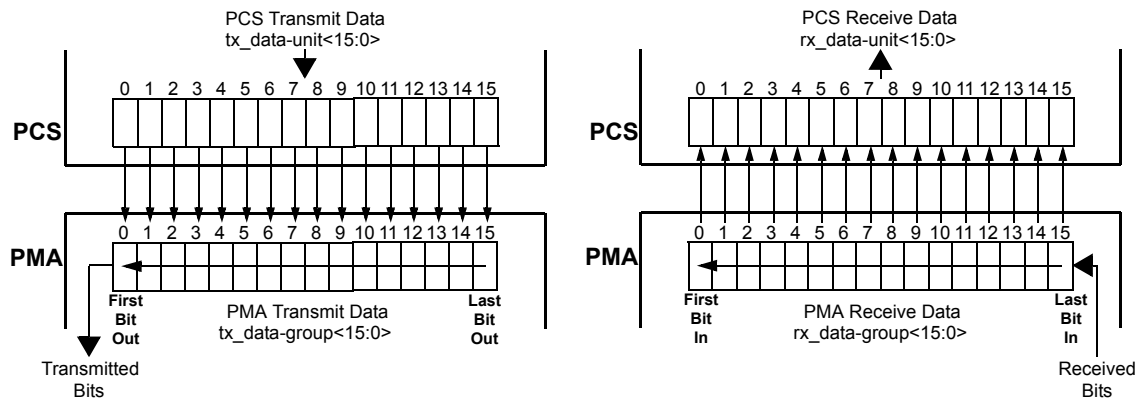 PCS Transmit Data
tx_data-unit<15:0>
0 1 2 3 4 5 6 7 8 9 10 11 12 13 14 15
PCS
0 1 2 3 4 5 6 7 8 9 10 11 12 13 14 15
PMA
First
Bit
Out
PMA Transmit Data
tx_data-group<15:0>
Last
Bit
Out
Transmitted
Bits
PCS Receive Data
rx_data-unit<15:0>
0 1 2 3 4 5 6 7 8 9 10 11 12 13 14 15
PCS
0 1 2 3 4 5 6 7 8 9 10 11 12 13 14 15
PMA
First
Bit
In
PMA Receive Data
rx_data-group<15:0>
Last
Bit
In
Received
Bits